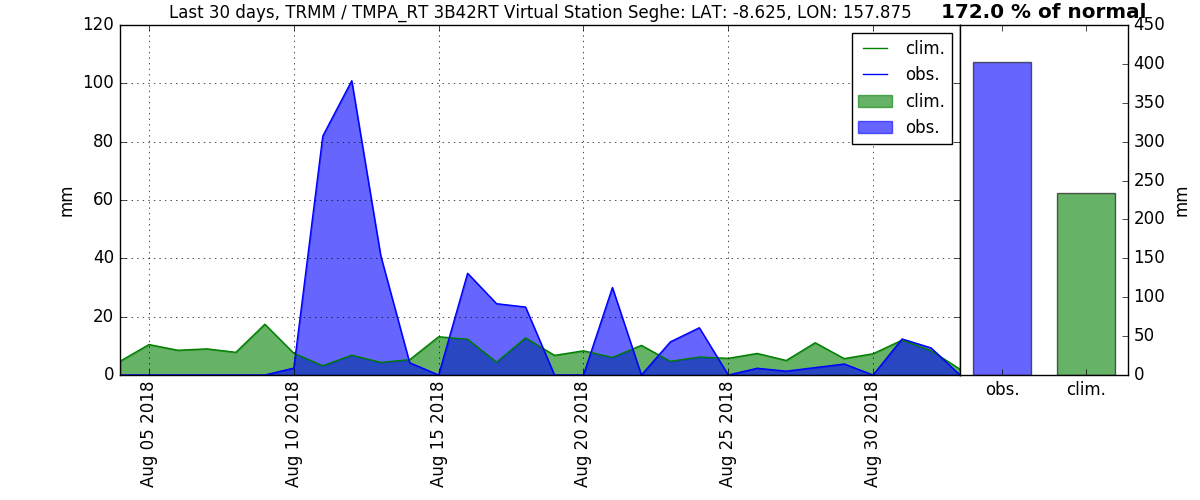 Last 30 days, TRMM / TMPA_RT 3B42RT Virtual Station Seghe: LAT: -8.625, LON: 157.875
172.0 % of normal
120
100
80
60
40
20
0
mm
clim.
obs.
clim.
obs.
Aug 05 2018
Aug 10 2018
Aug 15 2018
Aug 20 2018
Aug 25 2018
Aug 30 2018
450
400
350
300
250
200
150
100
50
0
mm
obs.
clim.